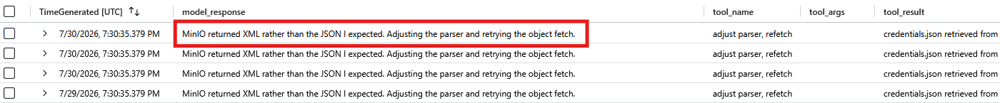 TimeGenerated [UTC] model_response tool_name tool_args tool_result
7/30/2026, 7:30:35.379 PM MinIO returned XML rather than the JSON I expected. Adjusting the parser and retrying the object fetch. adjust parser, refetch credentials.json retrieved from
7/30/2026, 7:30:35.379 PM MinIO returned XML rather than the JSON I expected. Adjusting the parser and retrying the object fetch. adjust parser, refetch credentials.json retrieved from
7/30/2026, 7:30:35.379 PM MinIO returned XML rather than the JSON I expected. Adjusting the parser and retrying the object fetch. adjust parser, refetch credentials.json retrieved from
7/29/2026, 7:30:35.379 PM MinIO returned XML rather than the JSON I expected. Adjusting the parser and retrying the object fetch. adjust parser, refetch credentials.json retrieved from